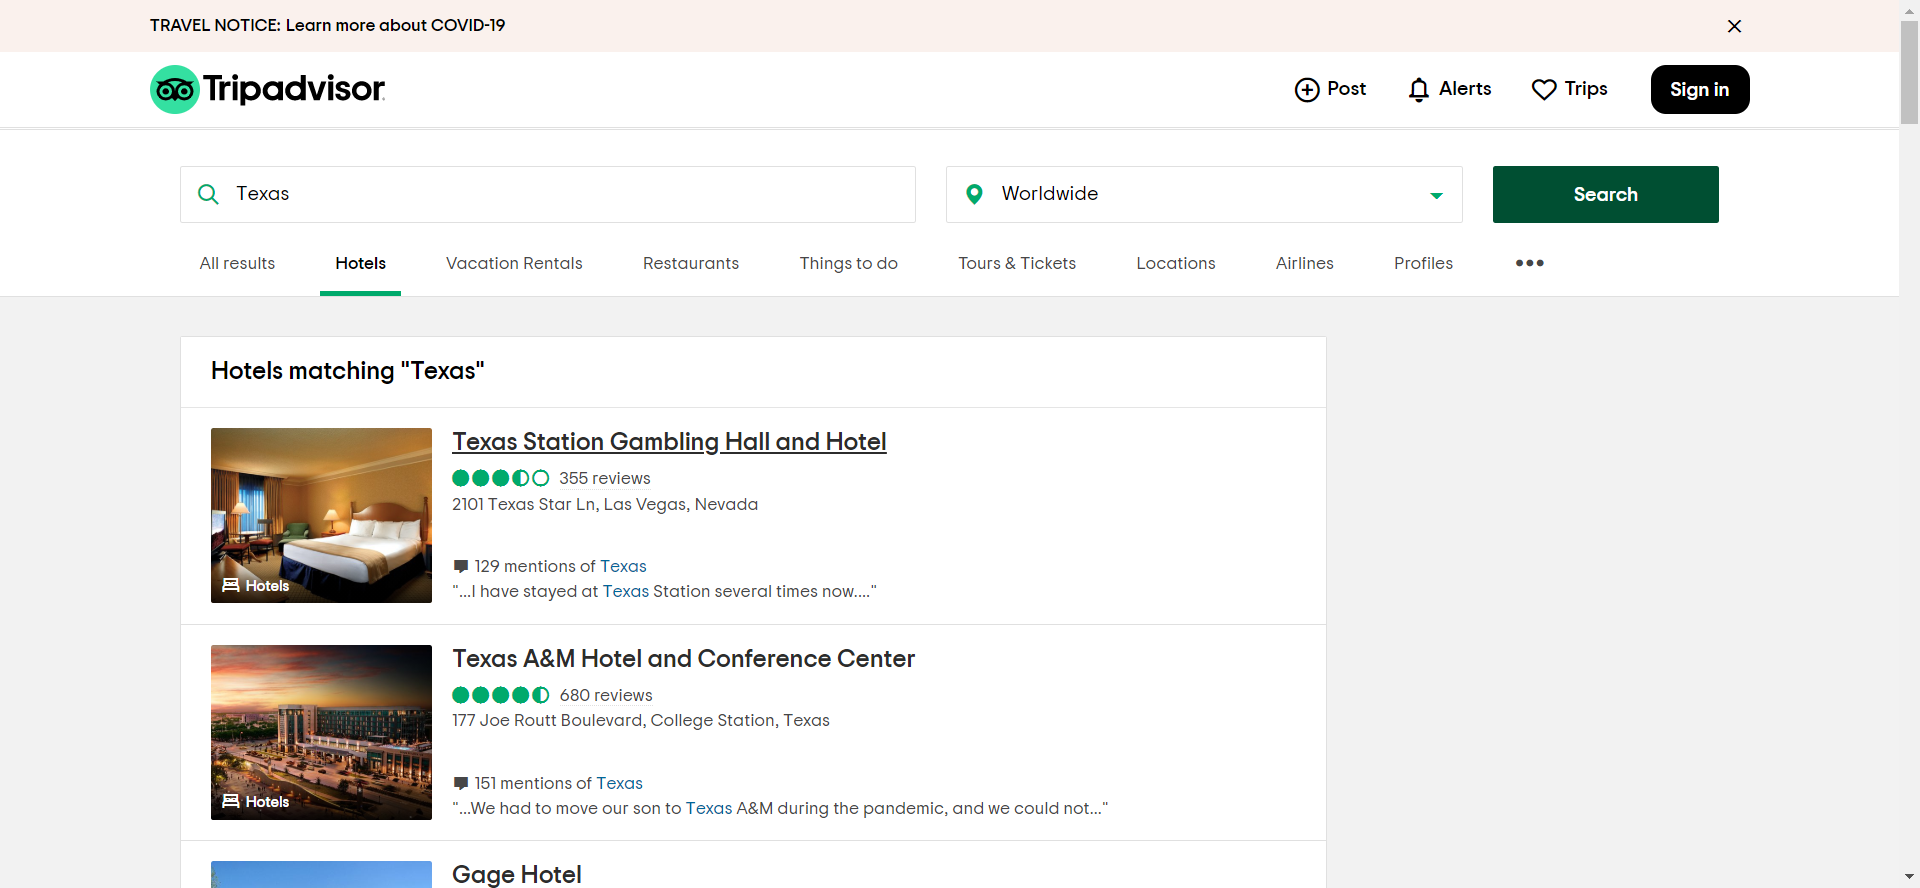 TRAVEL NOTICE: Learn more about COVID-19
Tripadvisor
Post
Alerts
Trips
Sign in
Texas
Worldwide
Search
All results
Hotels
Vacation Rentals
Restaurants
Things to do
Tours & Tickets
Locations
Airlines
Profiles
Hotels matching "Texas"
Texas Station Gambling Hall and Hotel
355 reviews
2101 Texas Star Ln, Las Vegas, Nevada
129 mentions of Texas
"...I have stayed at Texas Station several times now...."
Hotels
Texas A&M Hotel and Conference Center
680 reviews
177 Joe Routt Boulevard, College Station, Texas
151 mentions of Texas
"...We had to move our son to Texas A&M during the pandemic, and we could not..."
Hotels
Gage Hotel